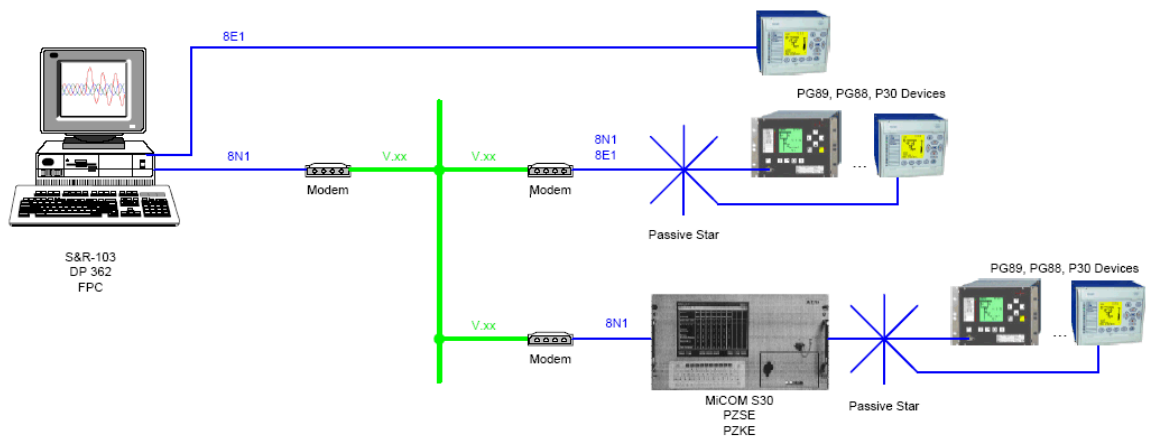 8E1
PG89, PG88, P30 Devices
8N1
V.xx
V.xx
8N1
8E1
...
Modem
Modem
Passive Star
S&R-103
DP 362
FPC
PG89, PG88, P30 Devices
V.xx
8N1
...
Modem
MiCOM S30
PZSE
PZKE
Passive Star